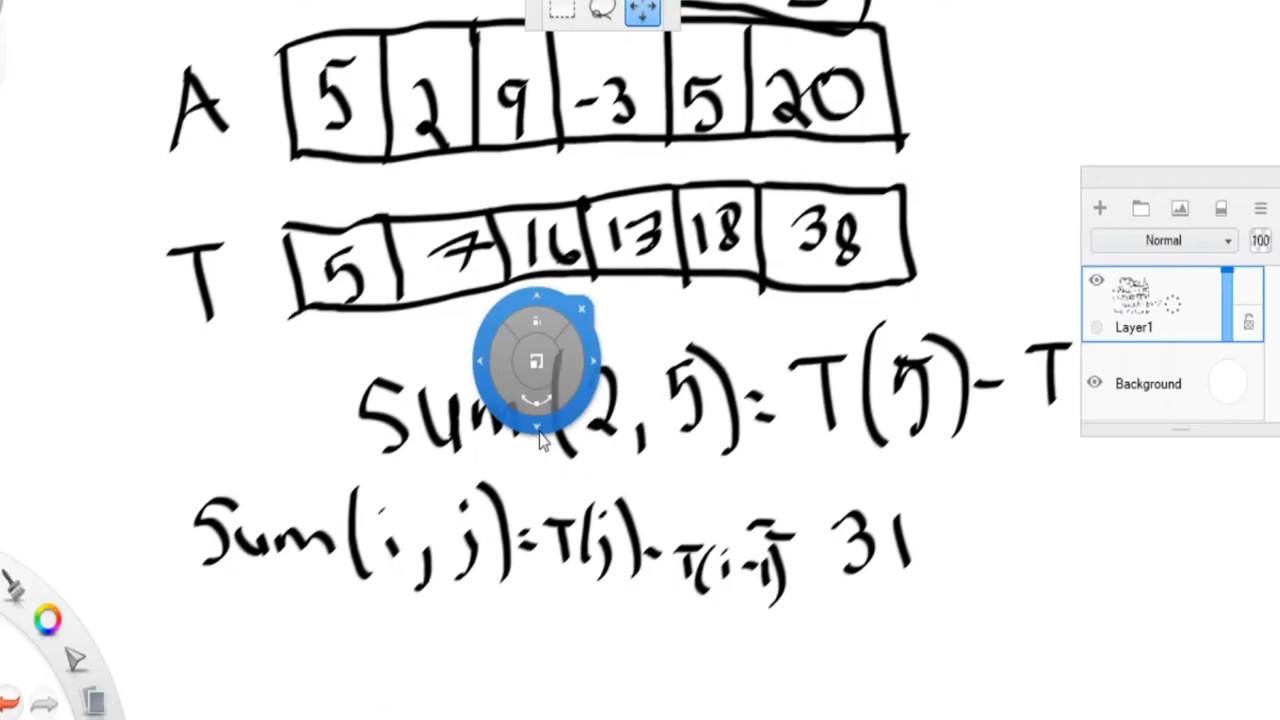 A 5 2 9 -3 5 20
T 5 7 16 13 18 38
Normal 100
Layer1
Background
Sum(2, 5) = T(5) - T
Sum(i, j) = T(j) - T(i-1) = 31